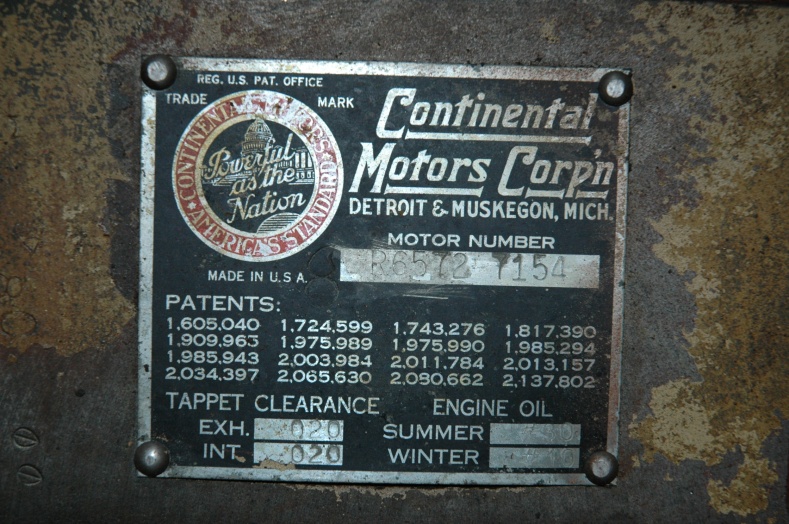 REG. U.S. PAT. OFFICE
TRADE MARK
CONTINENTAL MOTORS
Powerful
as the
Nation
AMERICA'S STANDARD
Continental
Motors Corp'n
DETROIT & MUSKEGON, MICH.
MOTOR NUMBER
R6572 7154
MADE IN U.S.A.
PATENTS:
1,605,040 1,724,599 1,743,276 1,817,390
1,909,963 1,975,989 1,975,990 1,985,294
1,985,943 2,003,984 2,011,784 2,013,157
2,034,397 2,065,630 2,080,662 2,137,802
TAPPET CLEARANCE ENGINE OIL
EXH. 020 SUMMER
INT. 020 WINTER